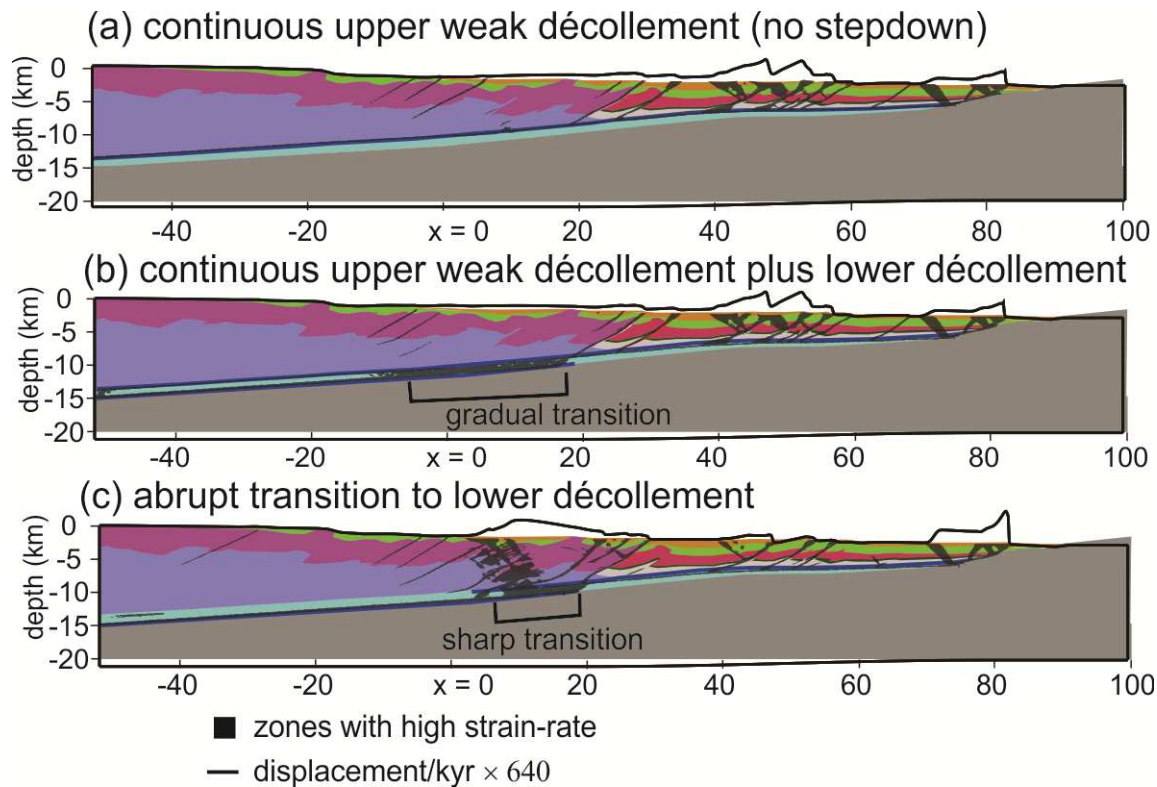 (a) continuous upper weak décollement (no stepdown)
depth (km)
0
-5
-10
-15
-20
-40 -20 x = 0 20 40 60 80 100
(b) continuous upper weak décollement plus lower décollement
depth (km)
0
-5
-10
-15
-20
gradual transition
-40 -20 x = 0 20 40 60 80 100
(c) abrupt transition to lower décollement
depth (km)
0
-5
-10
-15
-20
sharp transition
-40 -20 x = 0 20 40 60 80 100
zones with high strain-rate
displacement/kyr × 640